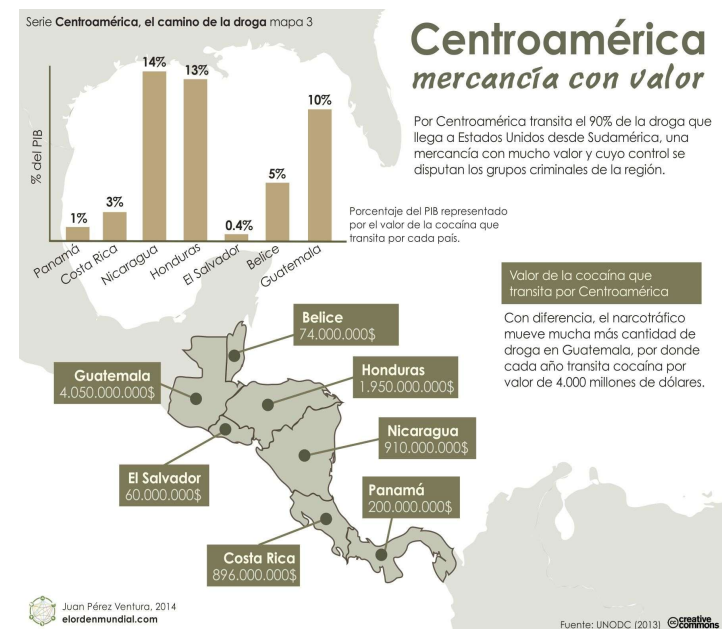 Serie Centroamérica, el camino de la droga mapa 3
Centroamérica
mercancía con valor
Por Centroamérica transita el 90% de la droga que
llega a Estados Unidos desde Sudamérica, una
mercancía con mucho valor y cuyo control se
disputan los grupos criminales de la región.
% del PIB
1%
3%
14%
13%
0.4%
5%
10%
Panamá
Costa Rica
Nicaragua
Honduras
El Salvador
Belice
Guatemala
Porcentaje del PIB representado
por el valor de la cocaína que
transita por cada país.
Valor de la cocaína que
transita por Centroamérica
Con diferencia, el narcotráfico
mueve mucha más cantidad de
droga en Guatemala, por donde
cada año transita cocaína por
valor de 4.000 millones de dólares.
Belice
74.000.000$
Guatemala
4.050.000.000$
Honduras
1.950.000.000$
Nicaragua
910.000.000$
El Salvador
60.000.000$
Panamá
200.000.000$
Costa Rica
896.000.000$
Juan Pérez Ventura, 2014
elordenmundial.com
Fuente: UNODC (2013)
cc creative
commons